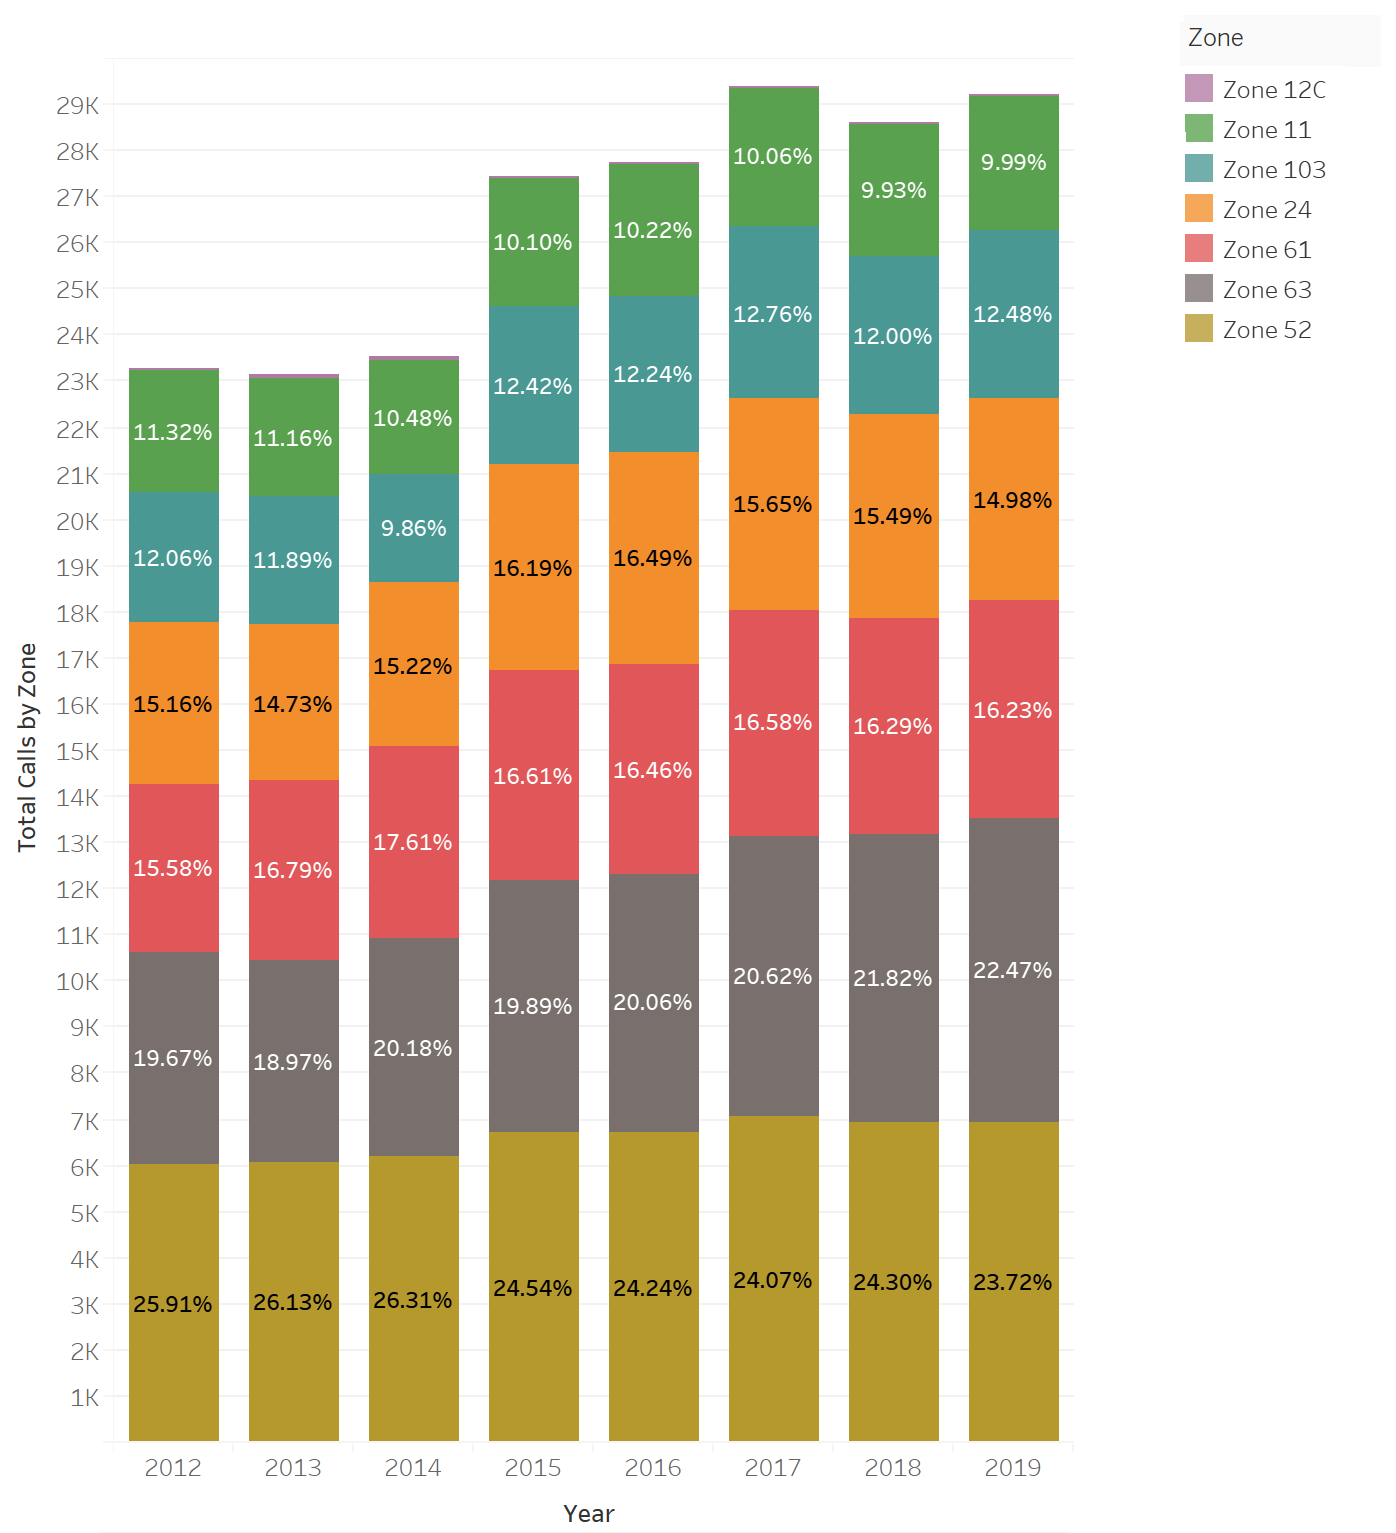 Zone
Zone 12C
Zone 11
Zone 103
Zone 24
Zone 61
Zone 63
Zone 52
Total Calls by Zone
29K
28K
27K
26K
25K
24K
23K
22K
21K
20K
19K
18K
17K
16K
15K
14K
13K
12K
11K
10K
9K
8K
7K
6K
5K
4K
3K
2K
1K
11.32%
12.06%
15.16%
15.58%
19.67%
25.91%
11.16%
11.89%
14.73%
16.79%
18.97%
26.13%
10.48%
9.86%
15.22%
17.61%
20.18%
26.31%
10.10%
12.42%
16.19%
16.61%
19.89%
24.54%
10.22%
12.24%
16.49%
16.46%
20.06%
24.24%
10.06%
12.76%
15.65%
16.58%
20.62%
24.07%
9.93%
12.00%
15.49%
16.29%
21.82%
24.30%
9.99%
12.48%
14.98%
16.23%
22.47%
23.72%
2012 2013 2014 2015 2016 2017 2018 2019
Year